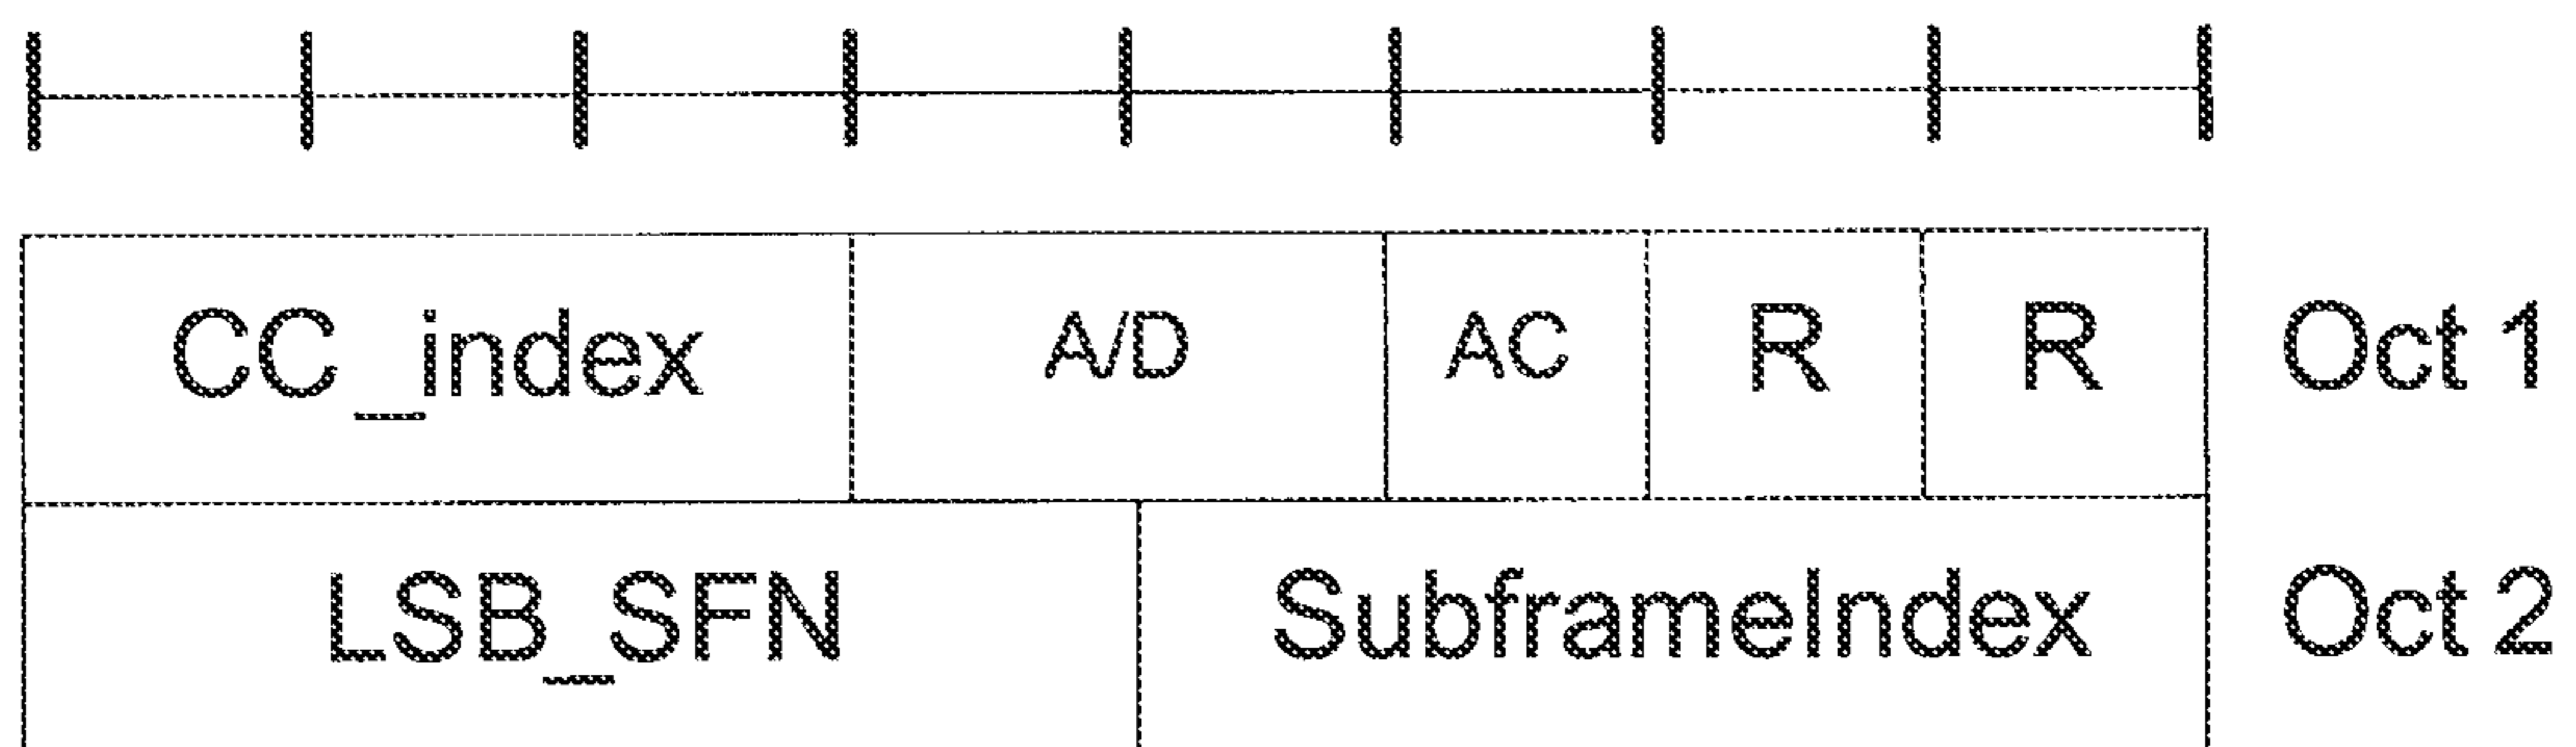 CC_index A/D AC R R Oct 1
LSB_SFN SubframeIndex Oct 2